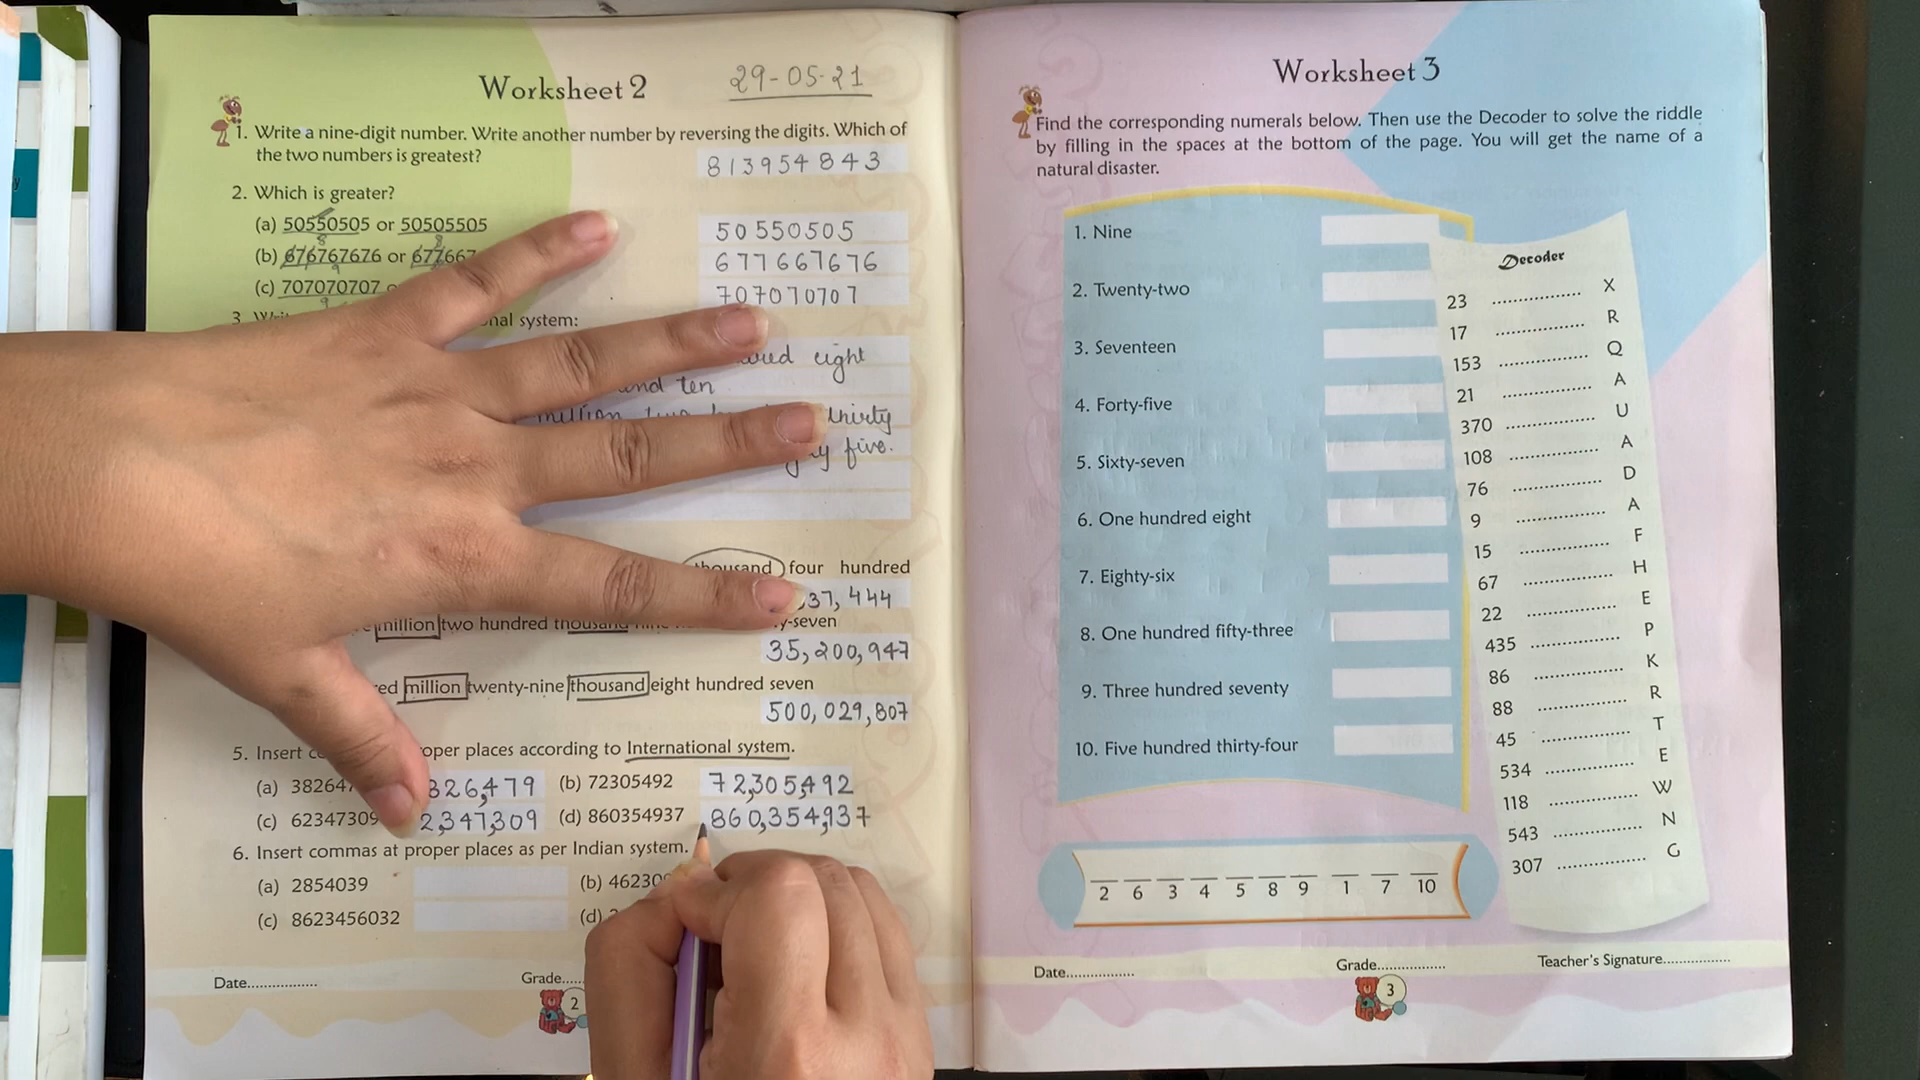 Worksheet 2
29-05-21
1. Write a nine-digit number. Write another number by reversing the digits. Which of
the two numbers is greatest?
813954843
2. Which is greater?
(a) 50550505 or 50505505
50550505
(b) 676767676 or 677667
677667676
(c) 707070707
707070707
3.
nal system:
eight
ten
million
thirty
five.
thousand four hundred
37,444
million two hundred thousand
y-seven
35,200,947
ed million twenty-nine thousand eight hundred seven
500,029,807
5. Insert
oper places according to International system.
(a) 38264
326,479
(b) 72305492
72,305,492
(c) 62347309
2,347,309
(d) 860354937
860,354,937
6. Insert commas at proper places as per Indian system.
(a) 2854039
(b) 46230
(c) 8623456032
(d)
Date................
Grade.....
2
Worksheet 3
Find the corresponding numerals below. Then use the Decoder to solve the riddle
by filling in the spaces at the bottom of the page. You will get the name of a
natural disaster.
1. Nine
2. Twenty-two
3. Seventeen
4. Forty-five
5. Sixty-seven
6. One hundred eight
7. Eighty-six
8. One hundred fifty-three
9. Three hundred seventy
10. Five hundred thirty-four
Decoder
23 ................ X
17 ................ R
153 ................ Q
21 ................ A
370 ................ U
108 ................ A
76 ................ D
9 ................ A
15 ................ F
67 ................ H
22 ................ E
435 ................ P
86 ................ K
88 ................ R
45 ................ T
534 ................ E
118 ................ W
543 ................ N
307 ................ G
2 6 3 4 5 8 9 1 7 10
Date................
Grade................
Teacher's Signature................
3